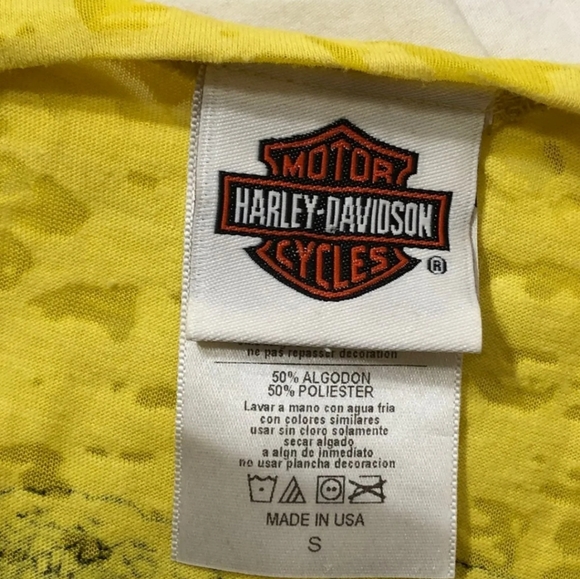 MOTOR
HARLEY-DAVIDSON
CYCLES
®
ne pas repasser decoration
50% ALGODON
50% POLIESTER
Lavar a mano con agua fria
con colores similares
usar sin cloro solamente
secar algado
a algn de inmediato
no usar plancha decoracion
MADE IN USA
S